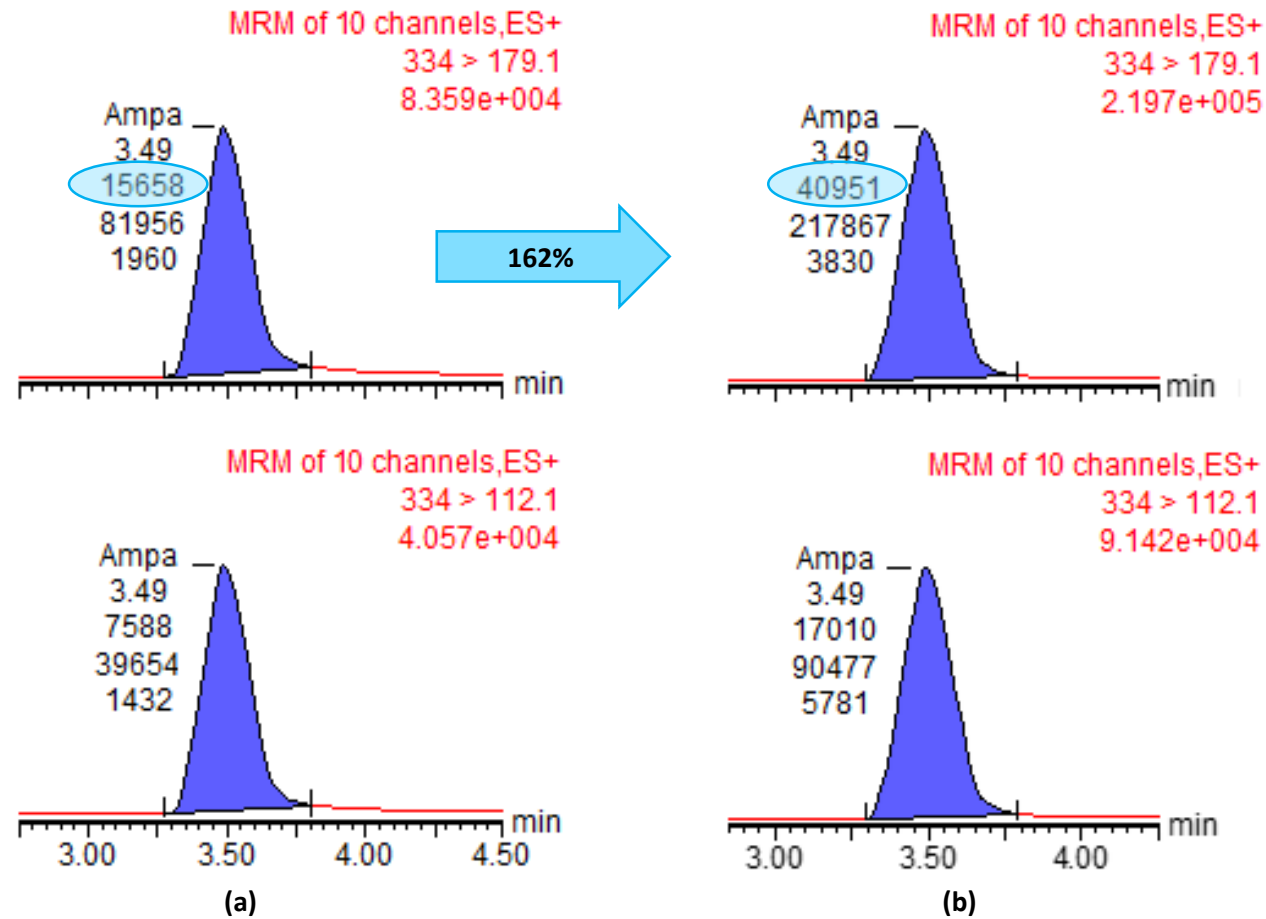 MRM of 10 channels,ES+
334 > 179.1
8.359e+004
Ampa
3.49
15658
81956
1960
min
162%
MRM of 10 channels,ES+
334 > 179.1
2.197e+005
Ampa
3.49
40951
217867
3830
min
MRM of 10 channels,ES+
334 > 112.1
4.057e+004
Ampa
3.49
7588
39654
1432
min
3.00 3.50 4.00 4.50
(a)
MRM of 10 channels,ES+
334 > 112.1
9.142e+004
Ampa
3.49
17010
90477
5781
min
3.00 3.50 4.00
(b)